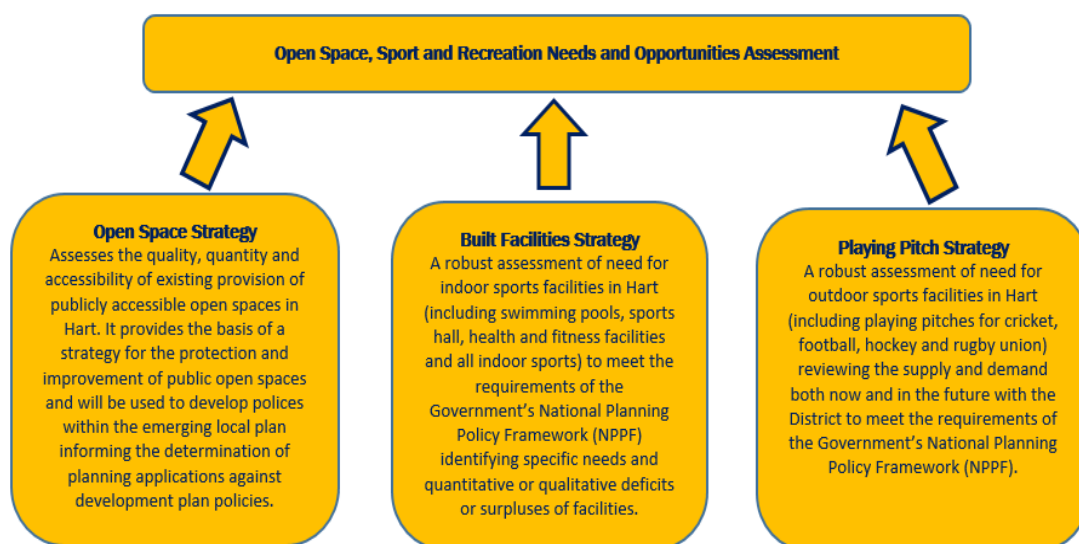 Open Space, Sport and Recreation Needs and Opportunities Assessment
Open Space Strategy
Assesses the quality, quantity and
accessibility of existing provision of
publicly accessible open spaces in
Hart. It provides the basis of a
strategy for the protection and
improvement of public open spaces
and will be used to develop polices
within the emerging local plan
informing the determination of
planning applications against
development plan policies.
Built Facilities Strategy
A robust assessment of need for
indoor sports facilities in Hart
(including swimming pools, sports
hall, health and fitness facilities
and all indoor sports) to meet the
requirements of the
Government’s National Planning
Policy Framework (NPPF)
identifying specific needs and
quantitative or qualitative deficits
or surpluses of facilities.
Playing Pitch Strategy
A robust assessment of need for
outdoor sports facilities in Hart
(including playing pitches for cricket,
football, hockey and rugby union)
reviewing the supply and demand
both now and in the future with the
District to meet the requirements of
the Government’s National Planning
Policy Framework (NPPF).